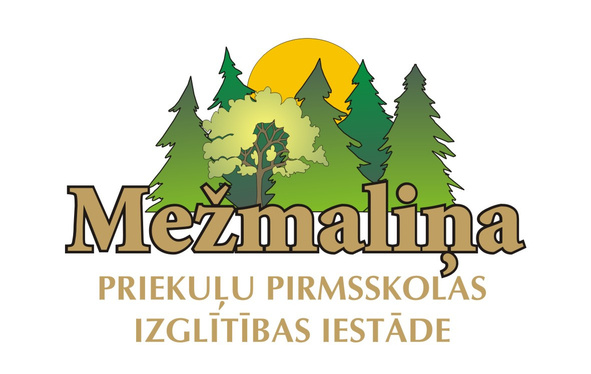 Mežmaliņa
PRIEKUĻU PIRMSSKOLAS
IZGLĪTĪBAS IESTĀDE